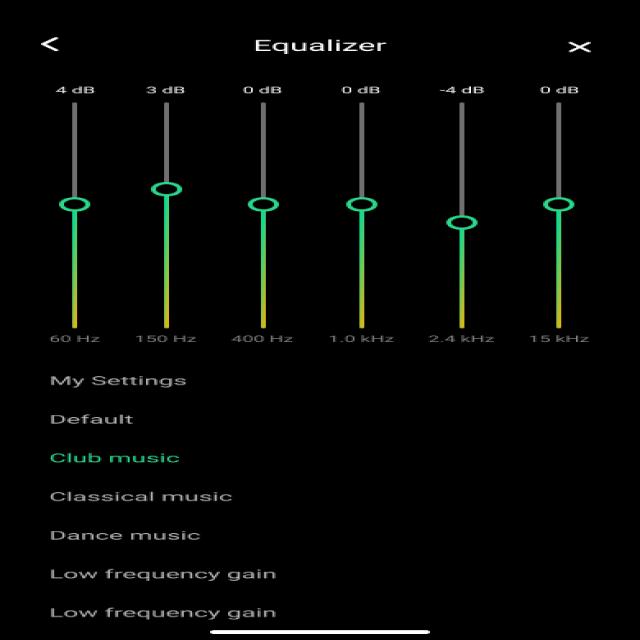 Equalizer
4 dB 3 dB 0 dB 0 dB -4 dB 0 dB
60 Hz 150 Hz 400 Hz 1.0 kHz 2.4 kHz 15 kHz
My Settings
Default
Club music
Classical music
Dance music
Low frequency gain
Low frequency gain